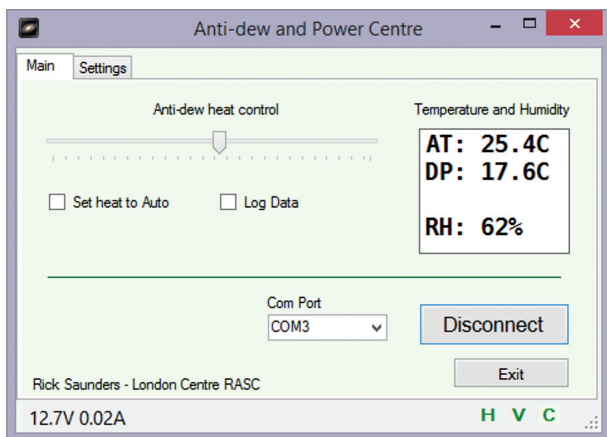 Anti-dew and Power Centre
Main Settings
Anti-dew heat control
Temperature and Humidity
AT: 25.4C
DP: 17.6C
RH: 62%
Set heat to Auto
Log Data
Com Port
COM3
Disconnect
Exit
Rick Saunders - London Centre RASC
12.7V 0.02A
H V C